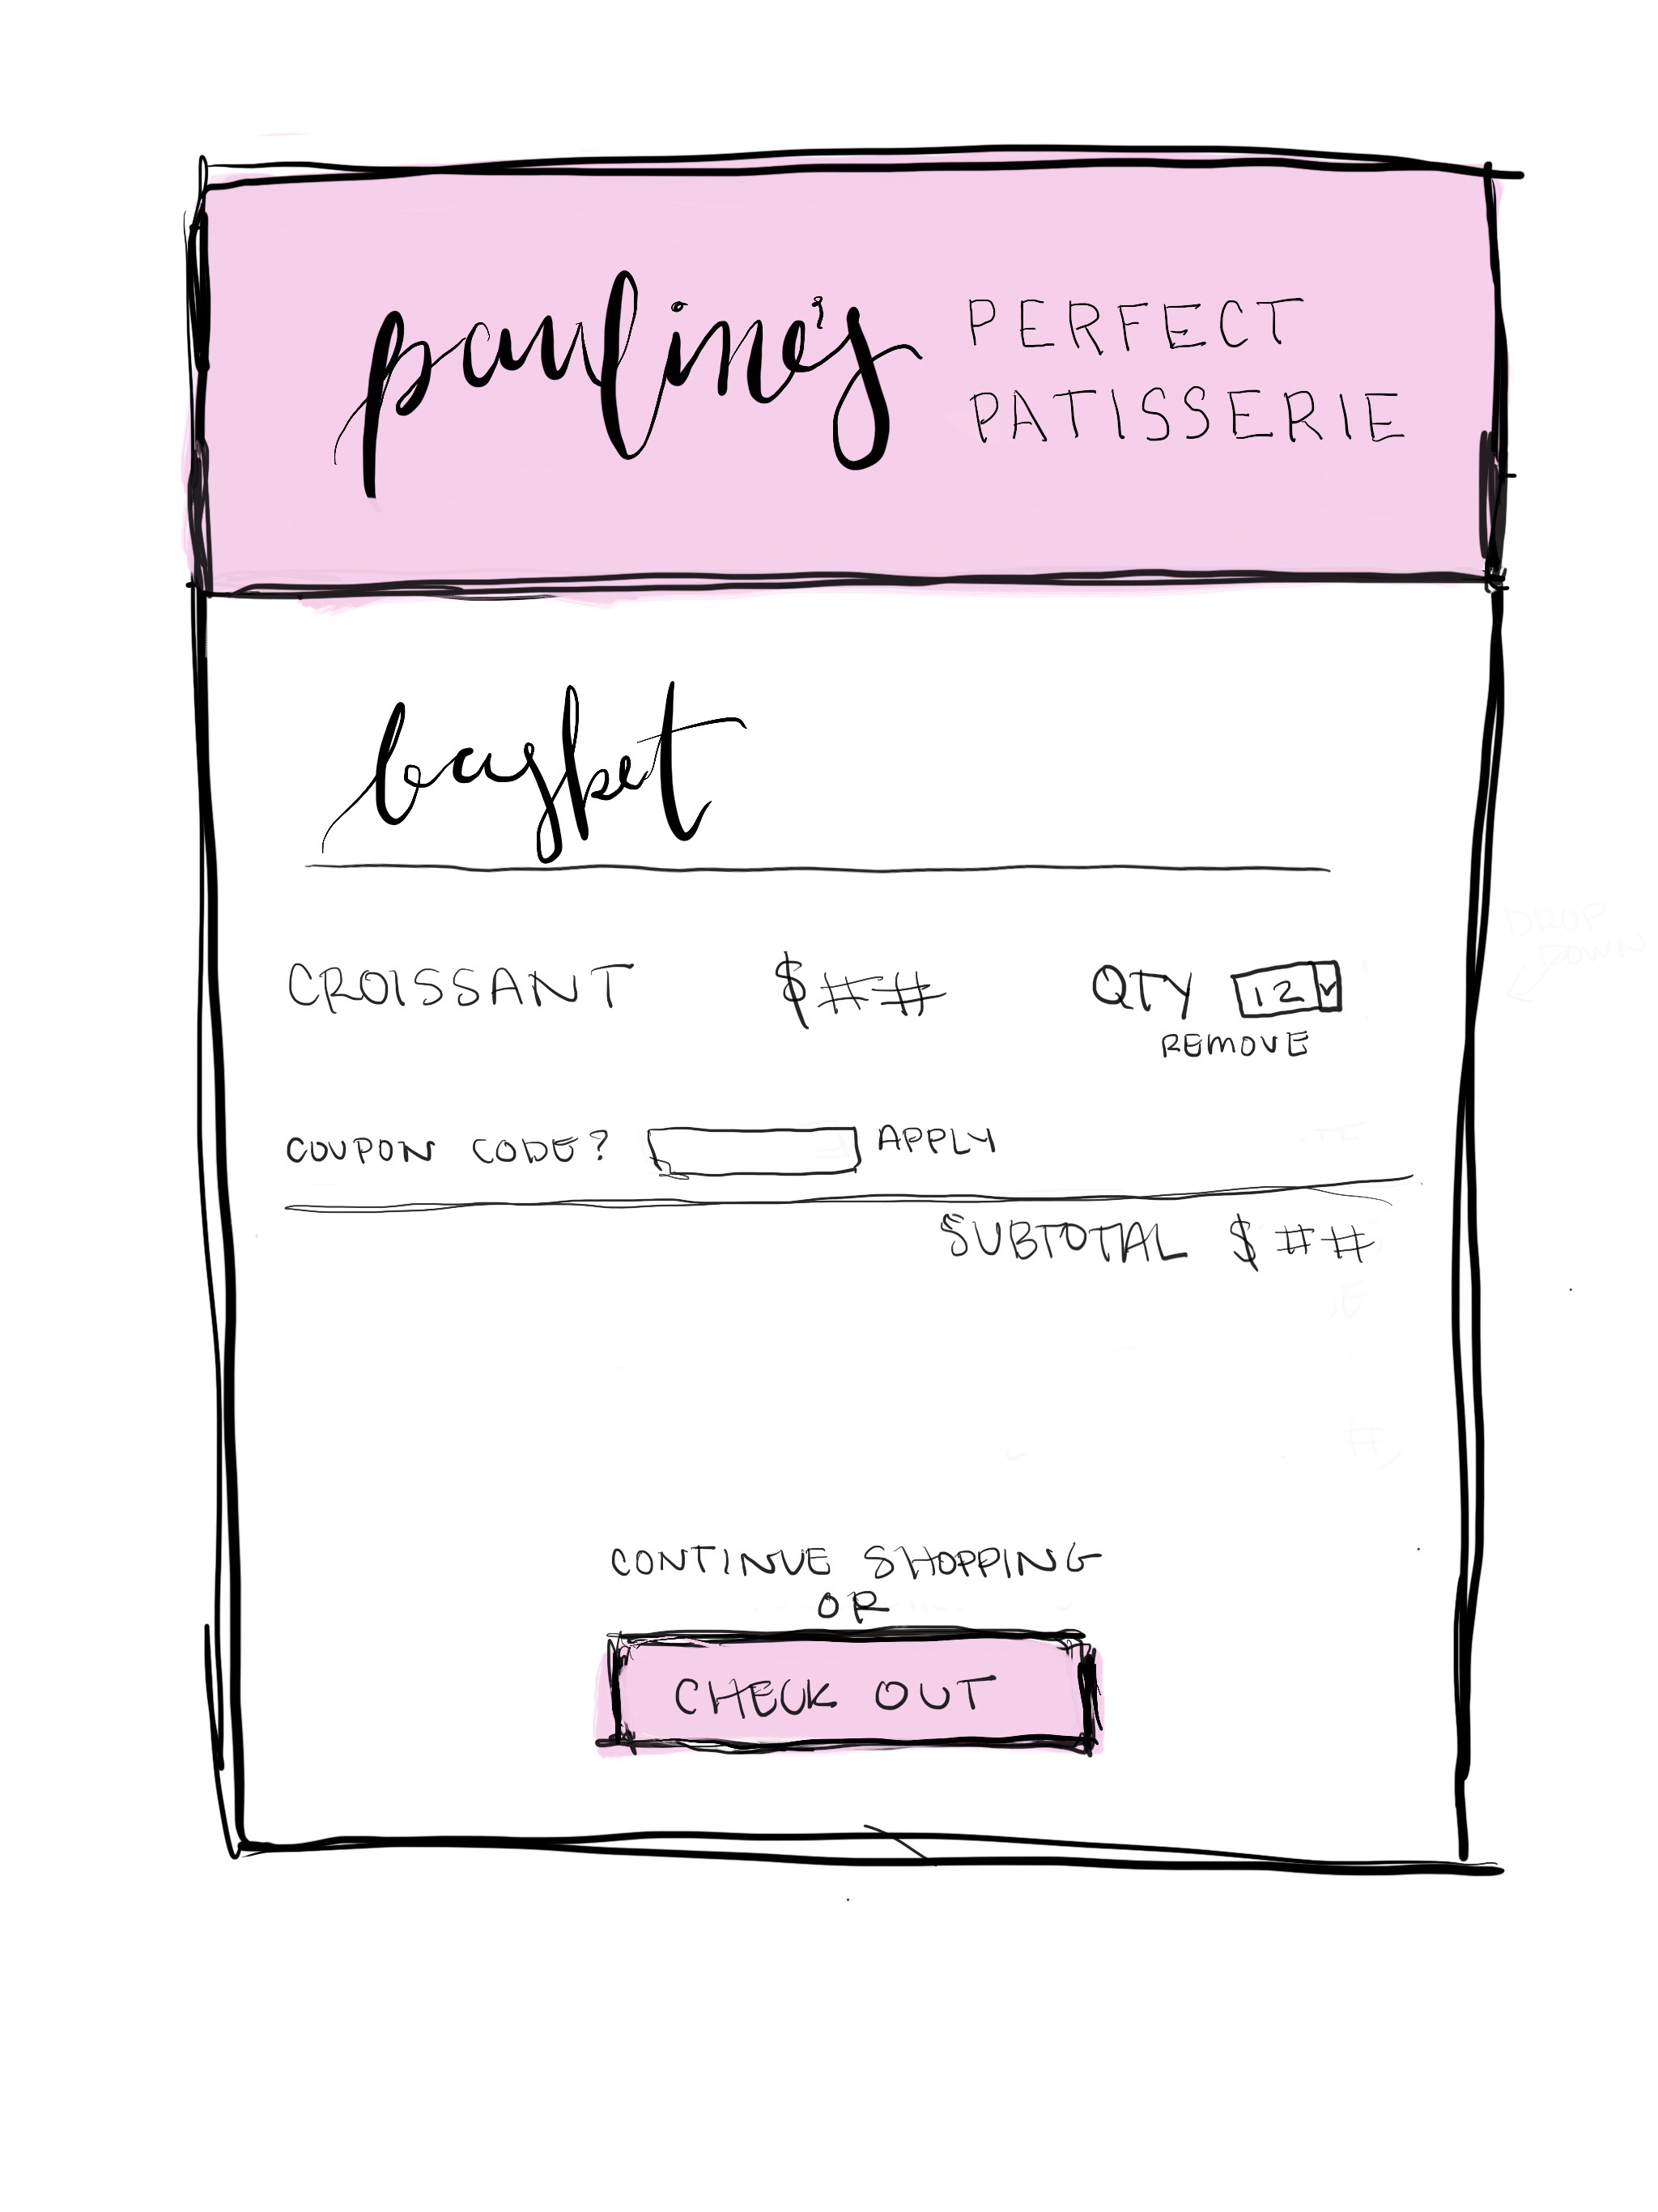 pauline's PERFECT
PATISSERIE
basket
CROISSANT $## QTY 12
REMOVE
COUPON CODE? APPLY
SUBTOTAL $##
CONTINUE SHOPPING
OR
CHECK OUT
DROP
DOWN